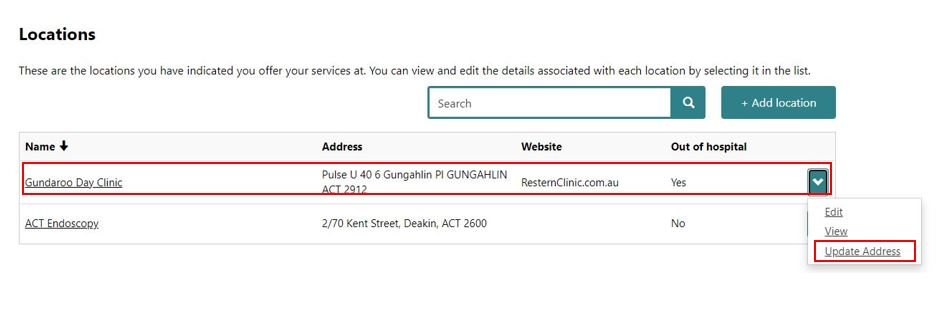 Locations
These are the locations you have indicated you offer your services at. You can view and edit the details associated with each location by selecting it in the list.
Search
+ Add location
Name Address Website Out of hospital
Gundaroo Day Clinic Pulse U 40 6 Gungahlin Pl GUNGAHLIN ResternClinic.com.au Yes
ACT 2912
ACT Endoscopy 2/70 Kent Street, Deakin, ACT 2600 No
Edit
View
Update Address